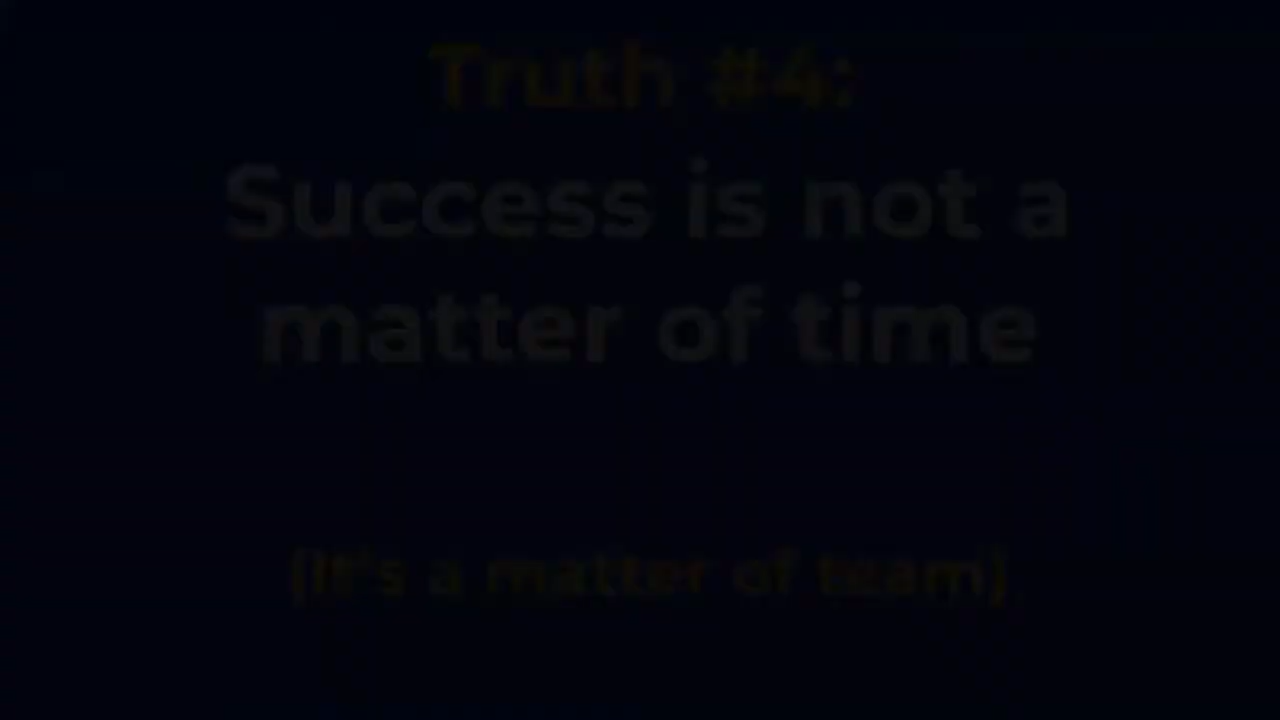 Truth #4:
Success is not a
matter of time
(It's a matter of team)